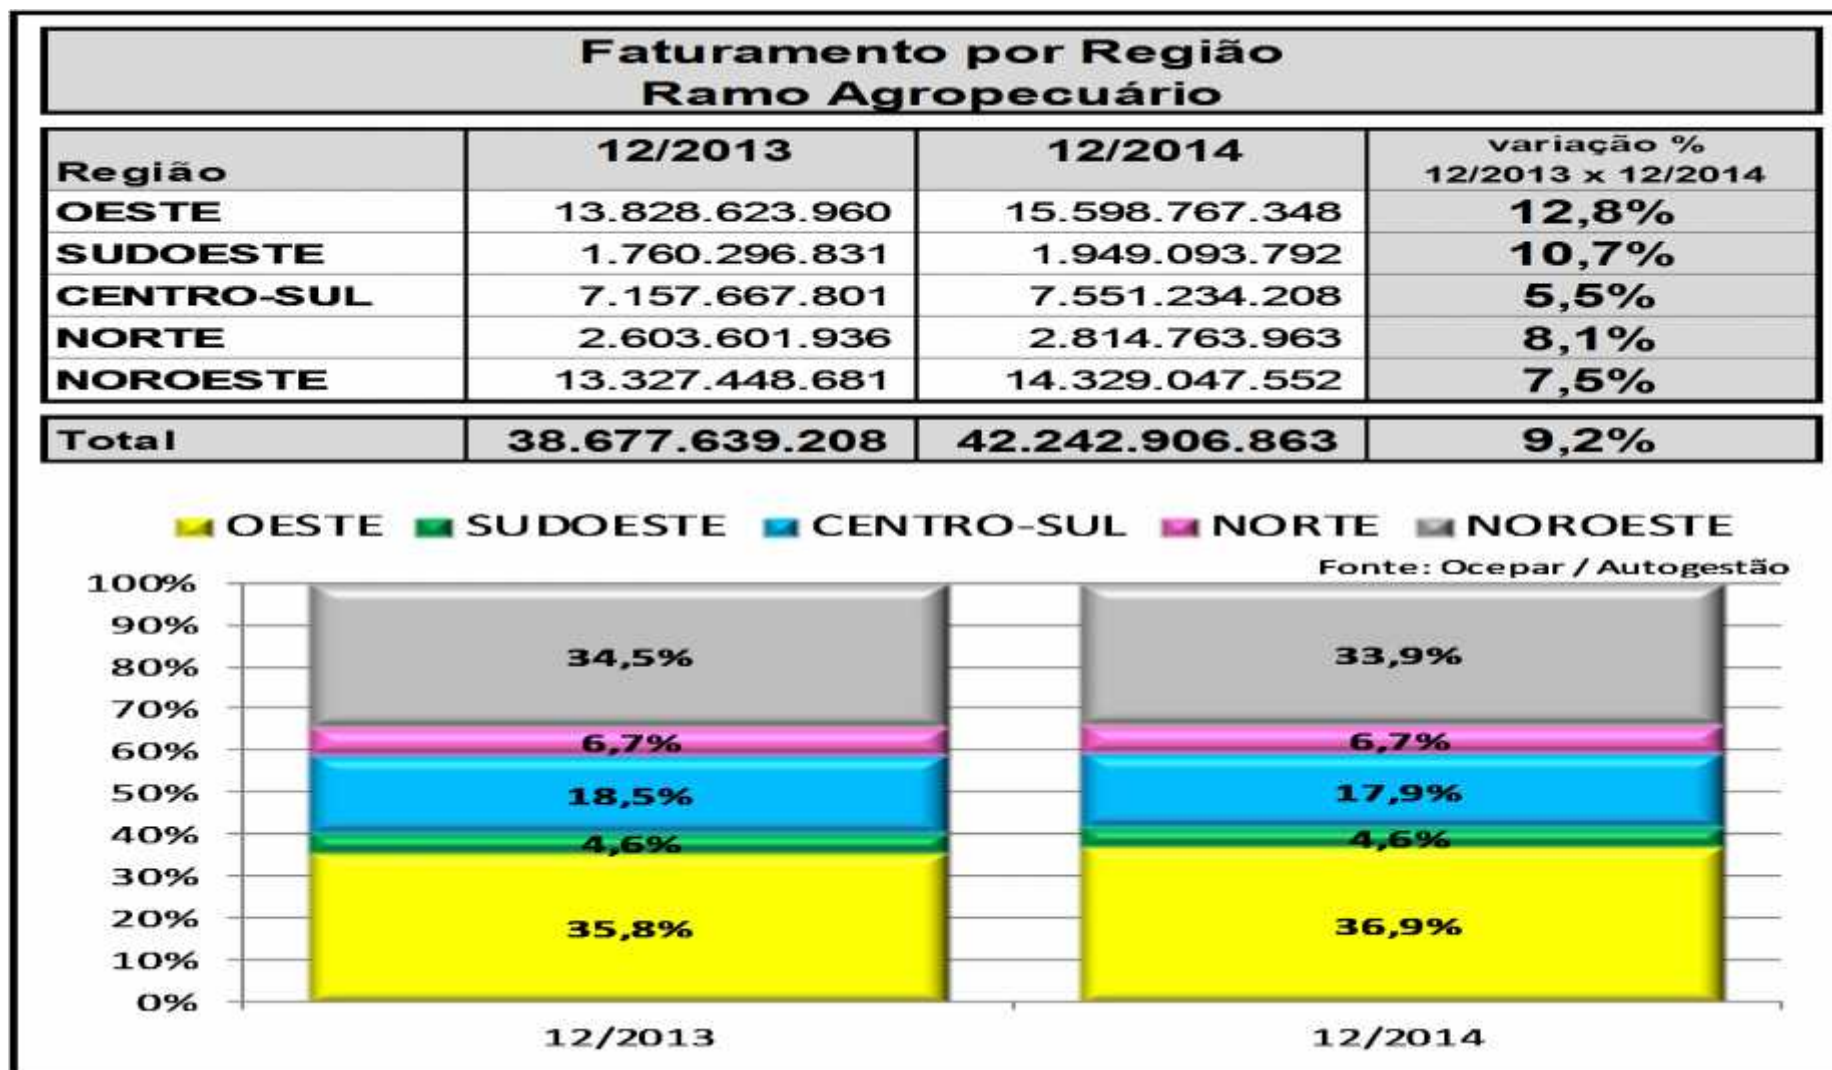 Faturamento por Região
Ramo Agropecuário
Região 12/2013 12/2014 variação % 12/2013 x 12/2014
OESTE 13.828.623.960 15.598.767.348 12,8%
SUDOESTE 1.760.296.831 1.949.093.792 10,7%
CENTRO-SUL 7.157.667.801 7.551.234.208 5,5%
NORTE 2.603.601.936 2.814.763.963 8,1%
NOROESTE 13.327.448.681 14.329.047.552 7,5%
Total 38.677.639.208 42.242.906.863 9,2%
OESTE SUDOESTE CENTRO-SUL NORTE NOROESTE
Fonte: Ocepar / Autogestão
100%
90%
80% 34,5% 33,9%
70%
60% 6,7% 6,7%
50% 18,5% 17,9%
40% 4,6% 4,6%
30%
20% 35,8% 36,9%
10%
0%
12/2013 12/2014